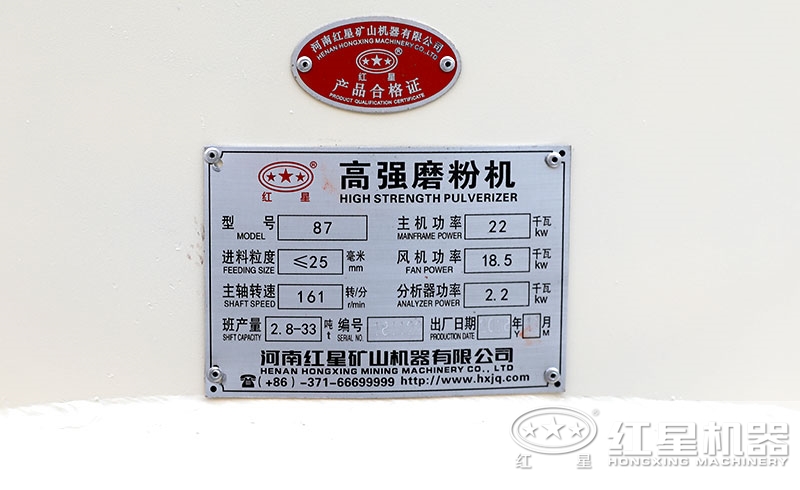 河南红星矿山机器有限公司
HENAN HONGXING MACHINERY CO., LTD
®
红星
产品合格证
PRODUCT QUALIFICATION CERTIFICATE
® 高强磨粉机
红星 HIGH STRENGTH PULVERIZER
型号 87 主机功率 22 千瓦
MODEL MAINFRAME POWER kw
进料粒度 ≤25 毫米 风机功率 18.5 千瓦
FEEDING SIZE mm FAN POWER kw
主轴转速 161 转/分 分析器功率 2.2 千瓦
SHAFT SPEED r/min ANALYZER POWER kw
班产量 2.8-33 吨 编号 出厂日期 年 月
SHIFT CAPACITY t SERIAL NO. PRODUCTION DATE Y M
河南红星矿山机器有限公司
HENAN HONGXING MINING MACHINERY CO., LTD
☎(+86)-371-66699999 http://www.hxjq.com
® 红星机器
红星 HONGXING MACHINERY